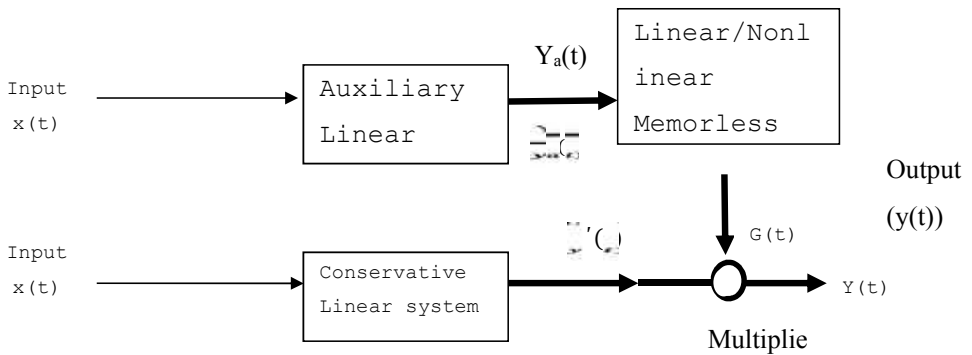 Linear/Nonl
inear
Memorless
Yₐ(t)
Input
x(t)
Auxiliary
Linear
Output
(y(t))
G(t)
Input
x(t)
Conservative
Linear system
Y(t)
Multiplie